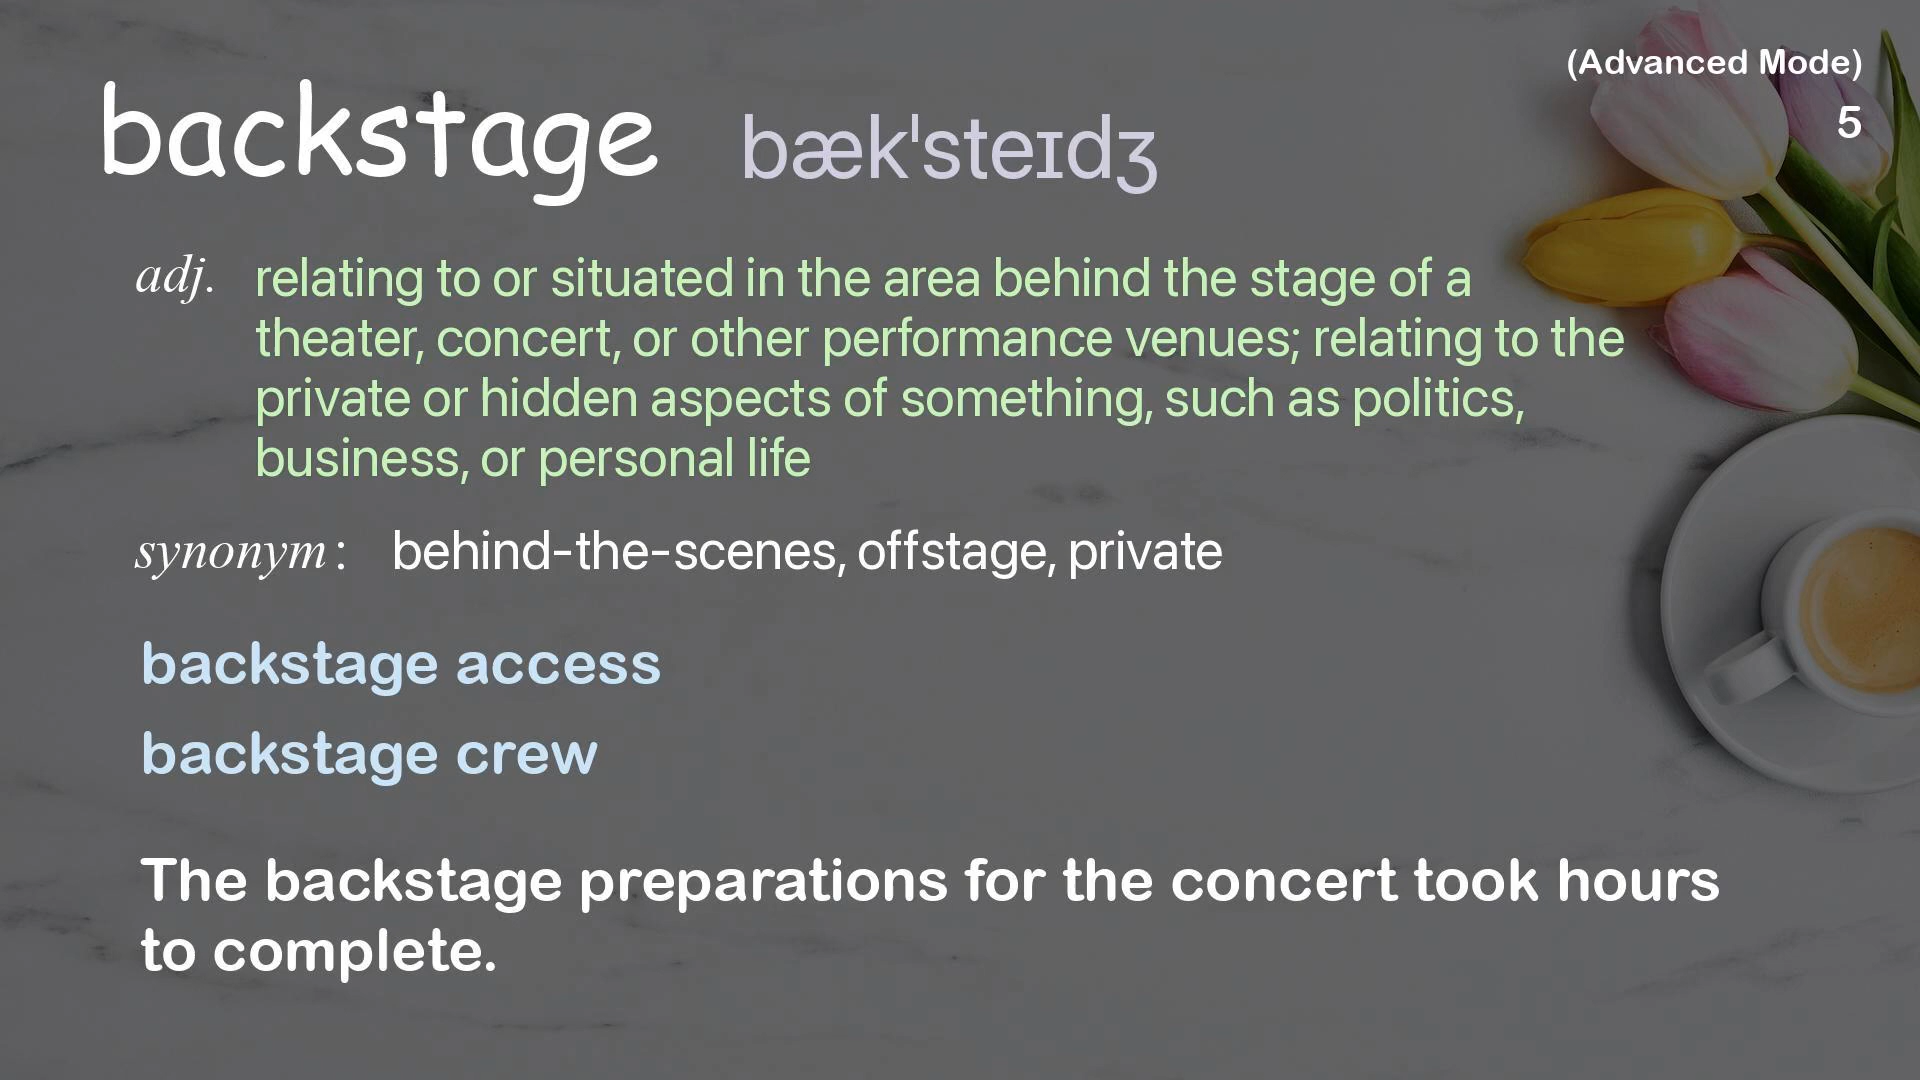 (Advanced Mode)
5
backstage bækˈsteɪdʒ
adj. relating to or situated in the area behind the stage of a
theater, concert, or other performance venues; relating to the
private or hidden aspects of something, such as politics,
business, or personal life
synonym: behind-the-scenes, offstage, private
backstage access
backstage crew
The backstage preparations for the concert took hours
to complete.